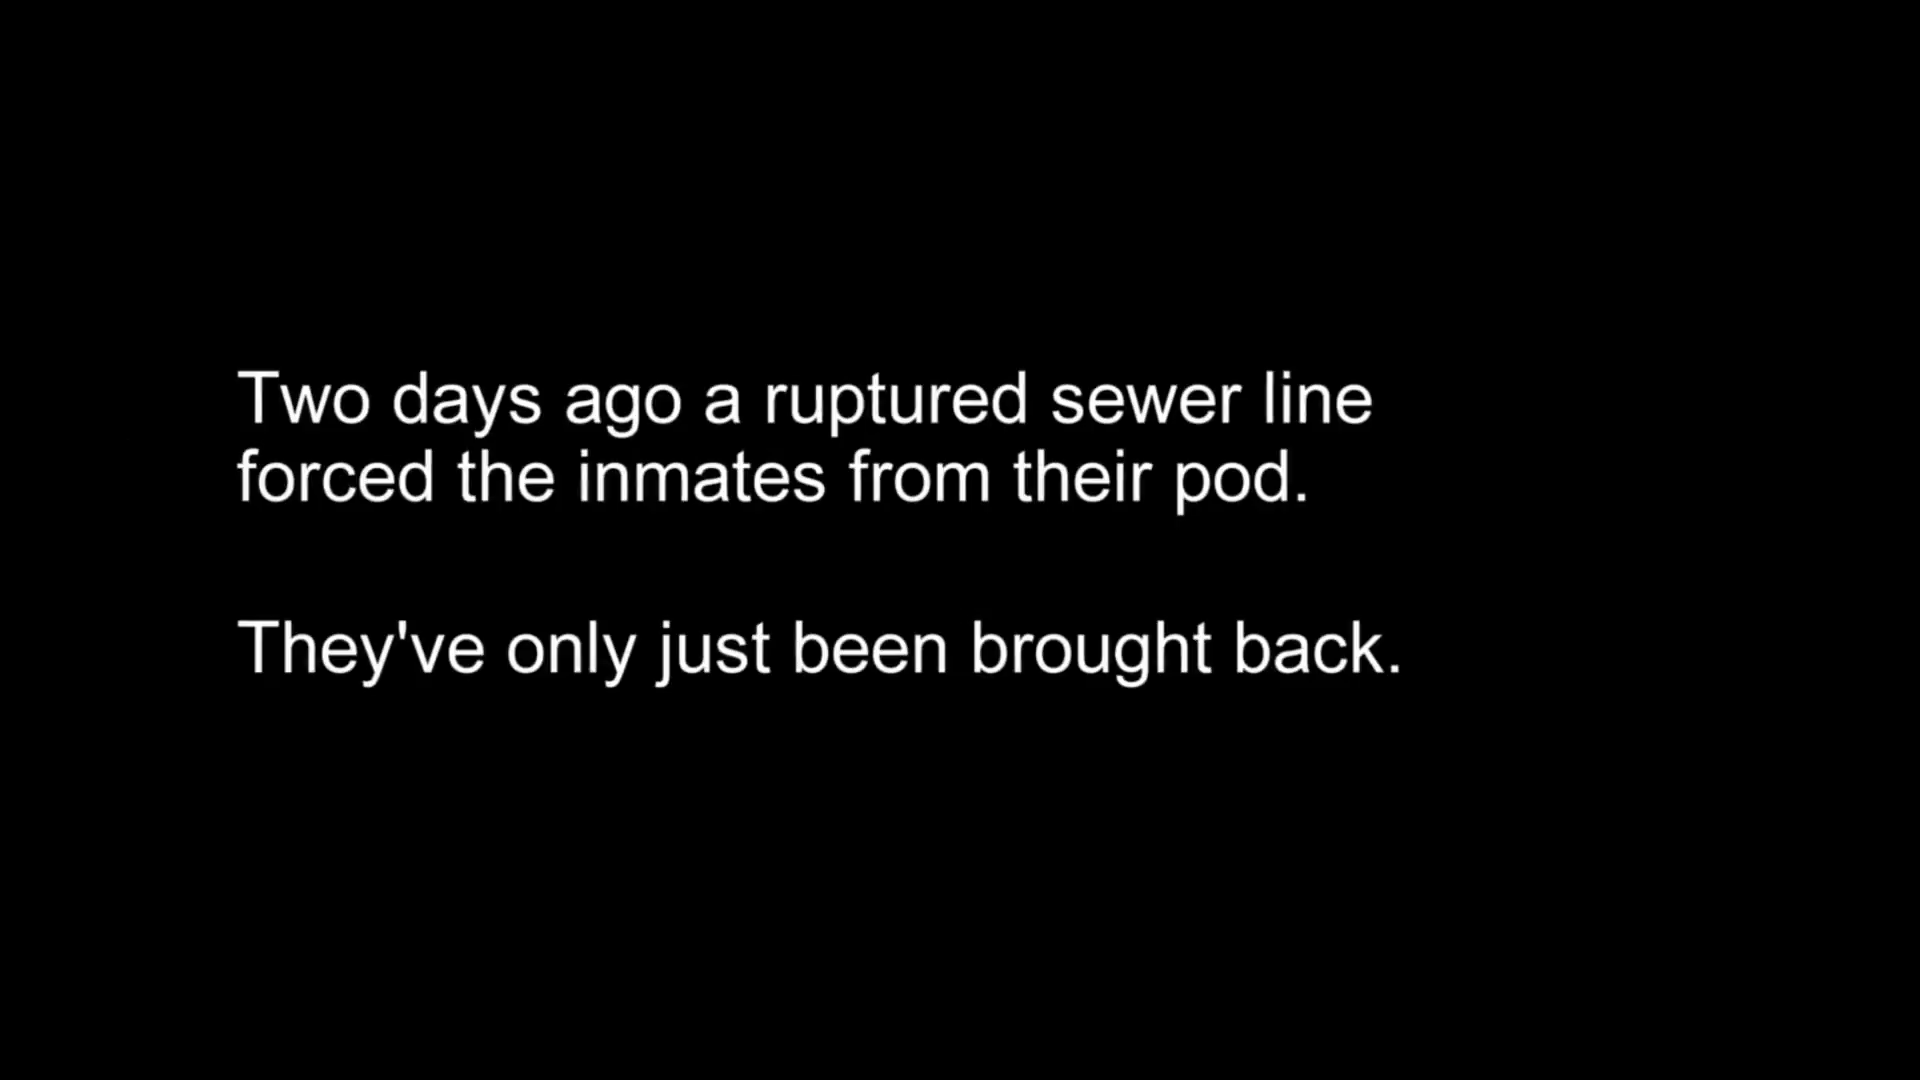 Two days ago a ruptured sewer line
forced the inmates from their pod.
They've only just been brought back.